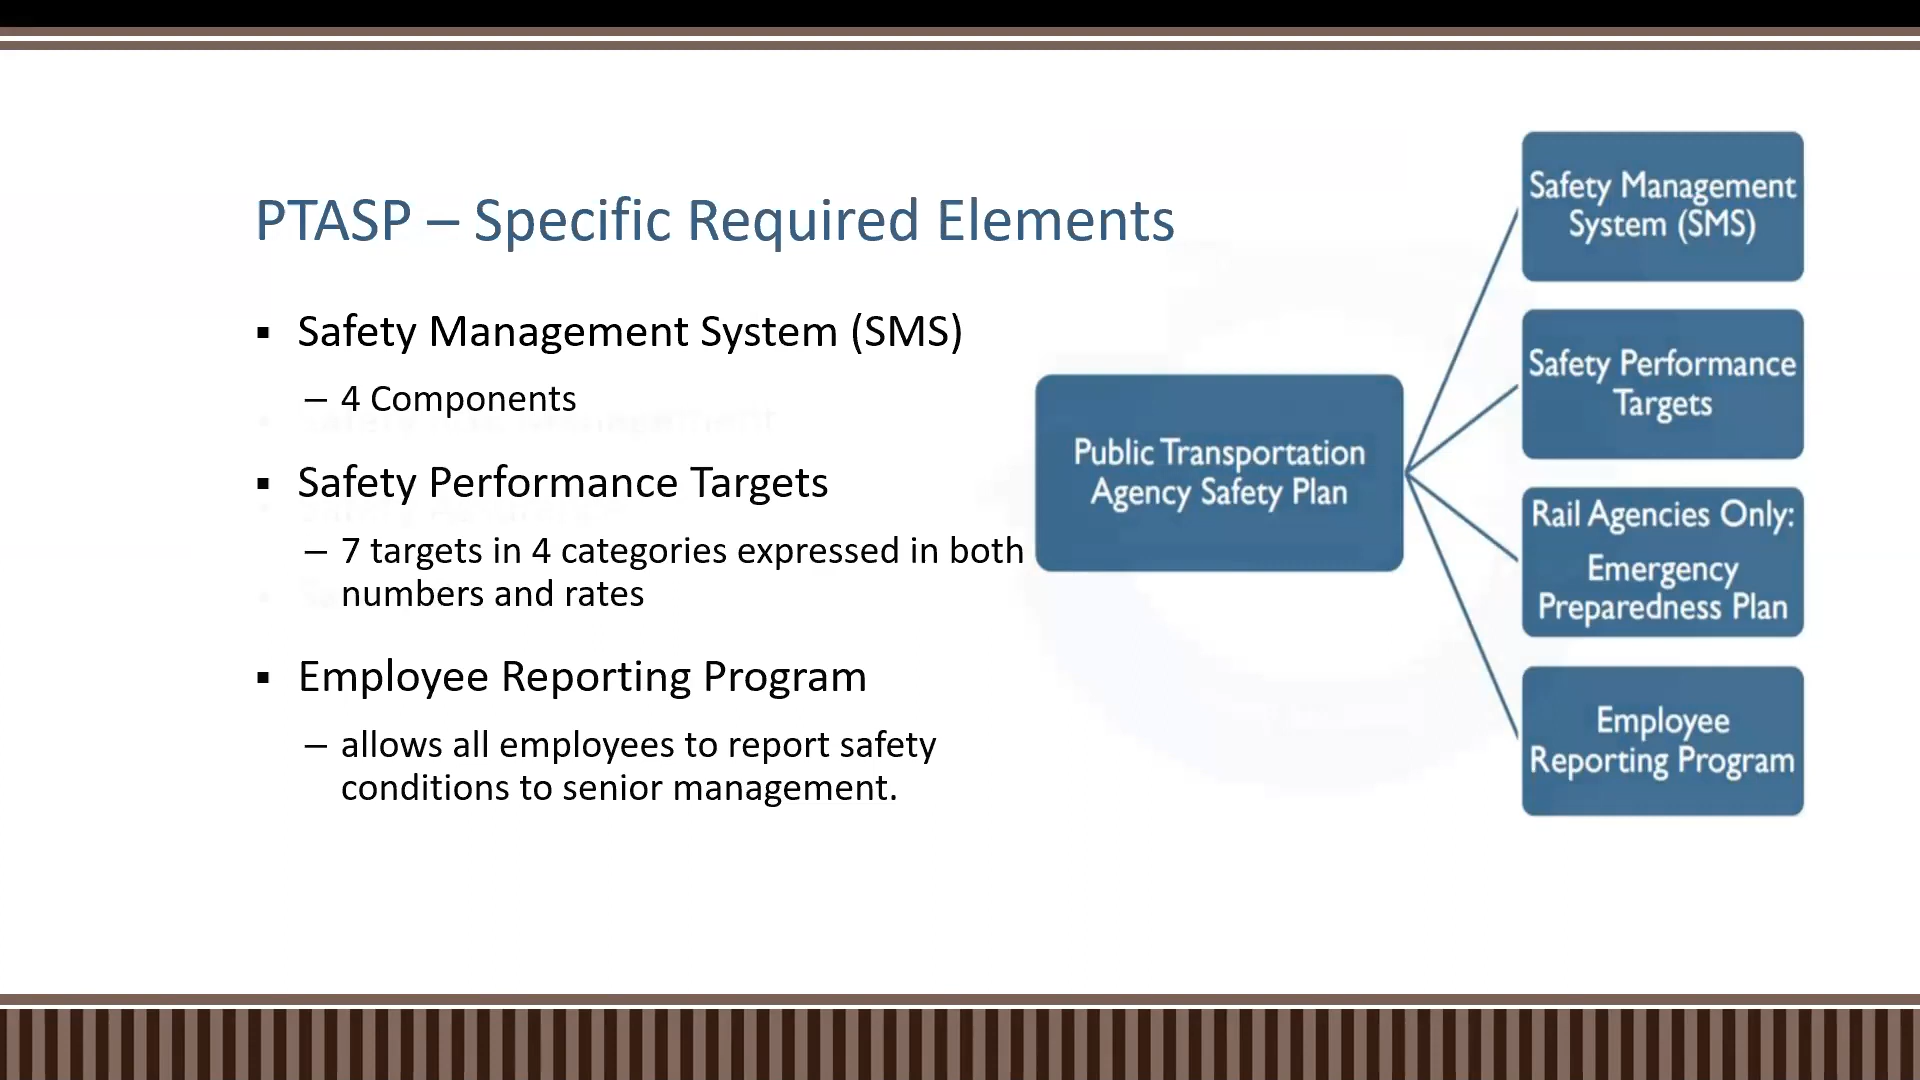 PTASP – Specific Required Elements
▪ Safety Management System (SMS)
– 4 Components
▪ Safety Performance Targets
– 7 targets in 4 categories expressed in both
numbers and rates
▪ Employee Reporting Program
– allows all employees to report safety
conditions to senior management.
Public Transportation
Agency Safety Plan
Safety Management
System (SMS)
Safety Performance
Targets
Rail Agencies Only:
Emergency
Preparedness Plan
Employee
Reporting Program